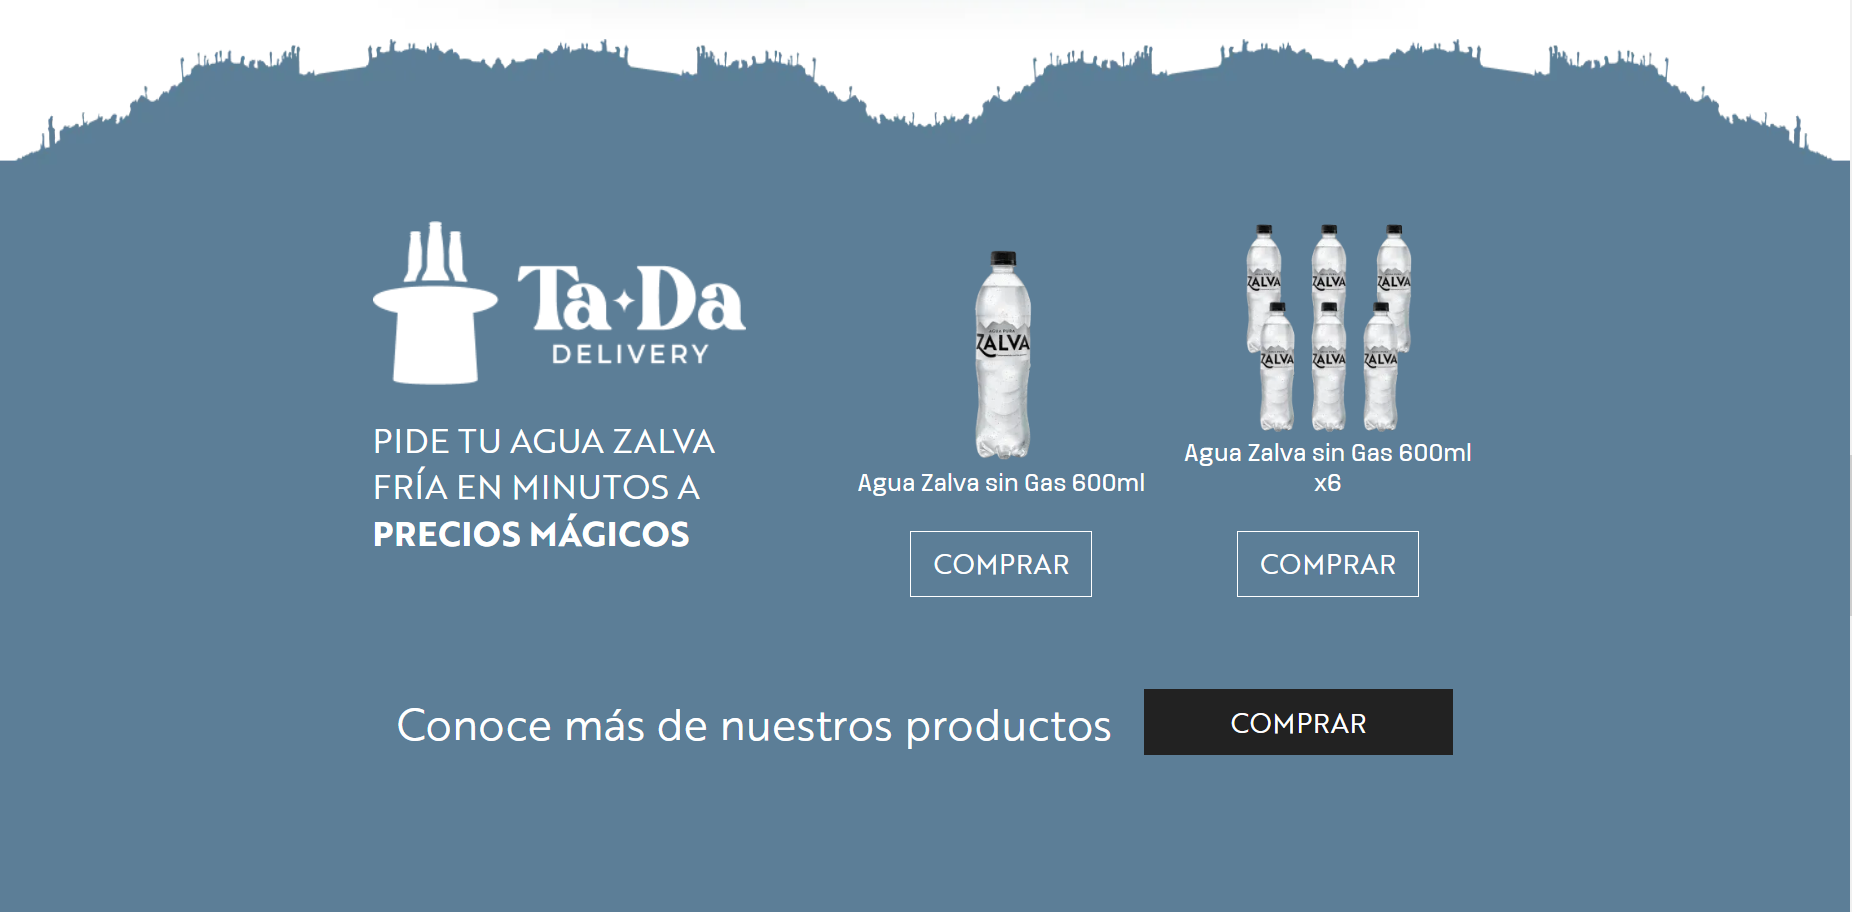 Ta Da
DELIVERY
PIDE TU AGUA ZALVA
FRÍA EN MINUTOS A
PRECIOS MÁGICOS
AGUA PURA
ZALVA
Agua Zalva sin Gas 600ml
COMPRAR
ZALVA
ZALVA
ZALVA
ZALVA
ZALVA
ZALVA
Agua Zalva sin Gas 600ml
x6
COMPRAR
Conoce más de nuestros productos
COMPRAR